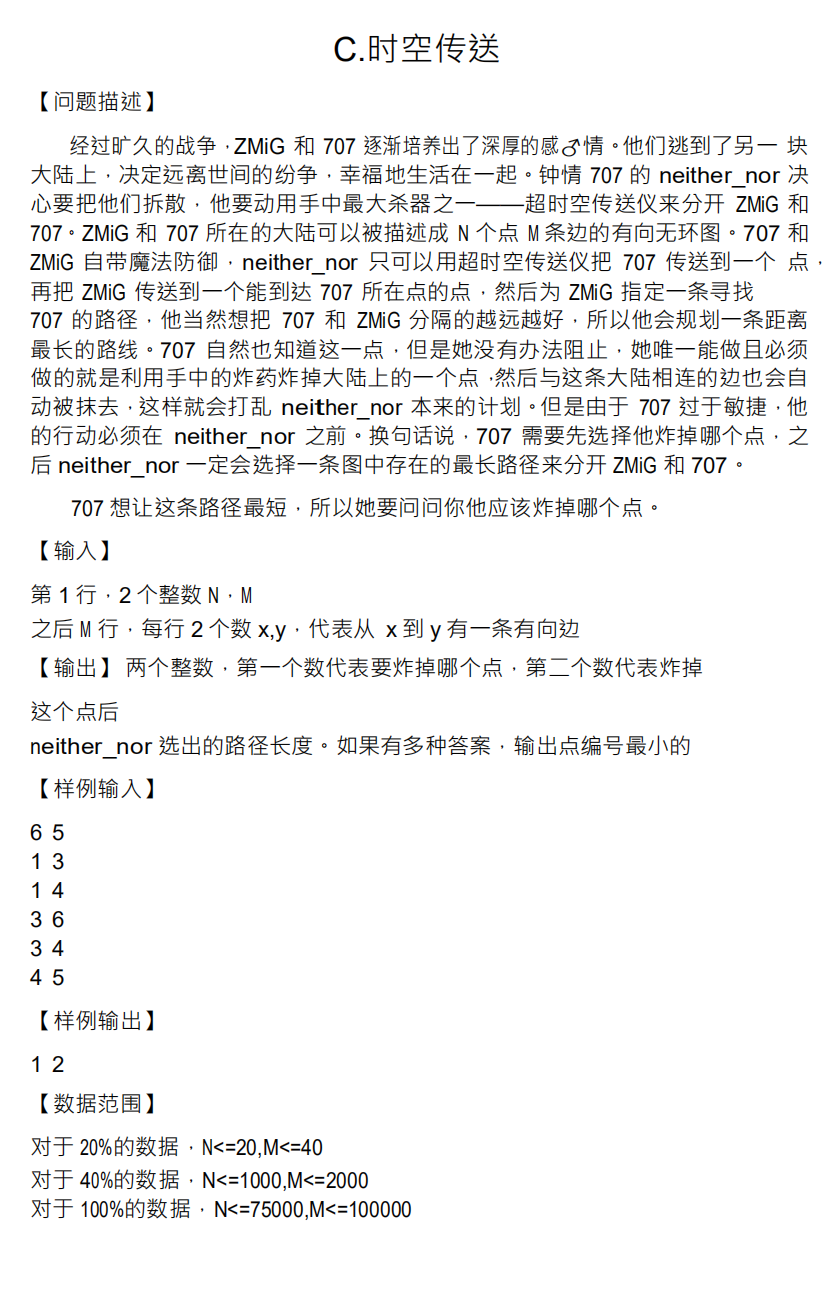 C.时空传送
【问题描述】
经过旷久的战争，ZMiG 和 707 逐渐培养出了深厚的感♂情。他们逃到了另一 块
大陆上，决定远离世间的纷争，幸福地生活在一起。钟情 707 的 neither_nor 决
心要把他们拆散，他要动用手中最大杀器之一——超时空传送仪来分开 ZMiG 和
707。ZMiG 和 707 所在的大陆可以被描述成 N 个点 M 条边的有向无环图。707 和
ZMiG 自带魔法防御，neither_nor 只可以用超时空传送仪把 707 传送到一个 点，
再把 ZMiG 传送到一个能到达 707 所在点的点，然后为 ZMiG 指定一条寻找
707 的路径，他当然想把 707 和 ZMiG 分隔的越远越好，所以他会规划一条距离
最长的路线。707 自然也知道这一点，但是她没有办法阻止，她唯一能做且必须
做的就是利用手中的炸药炸掉大陆上的一个点，然后与这条大陆相连的边也会自
动被抹去，这样就会打乱 neither_nor 本来的计划。但是由于 707 过于敏捷，他
的行动必须在 neither_nor 之前。换句话说，707 需要先选择他炸掉哪个点，之
后 neither_nor 一定会选择一条图中存在的最长路径来分开 ZMiG 和 707。
707 想让这条路径最短，所以她要问问你他应该炸掉哪个点。
【输入】
第 1 行，2 个整数 N，M
之后 M 行，每行 2 个数 x,y，代表从 x 到 y 有一条有向边
【输出】两个整数，第一个数代表要炸掉哪个点，第二个数代表炸掉
这个点后
neither_nor 选出的路径长度。如果有多种答案，输出点编号最小的
【样例输入】
6 5
1 3
1 4
3 6
3 4
4 5
【样例输出】
1 2
【数据范围】
对于 20%的数据，N<=20,M<=40
对于 40%的数据，N<=1000,M<=2000
对于 100%的数据，N<=75000,M<=100000